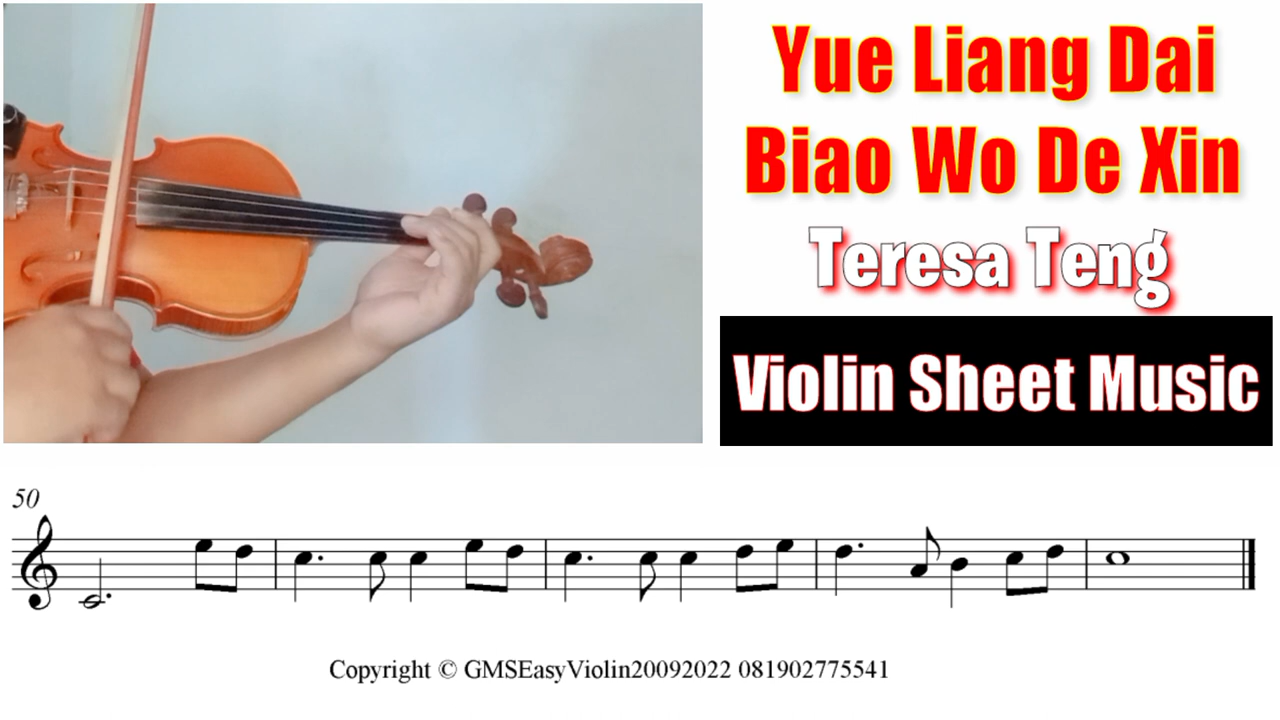 Yue Liang Dai
Biao Wo De Xin
Teresa Teng
Violin Sheet Music
50
Copyright © GMSEasyViolin20092022 081902775541